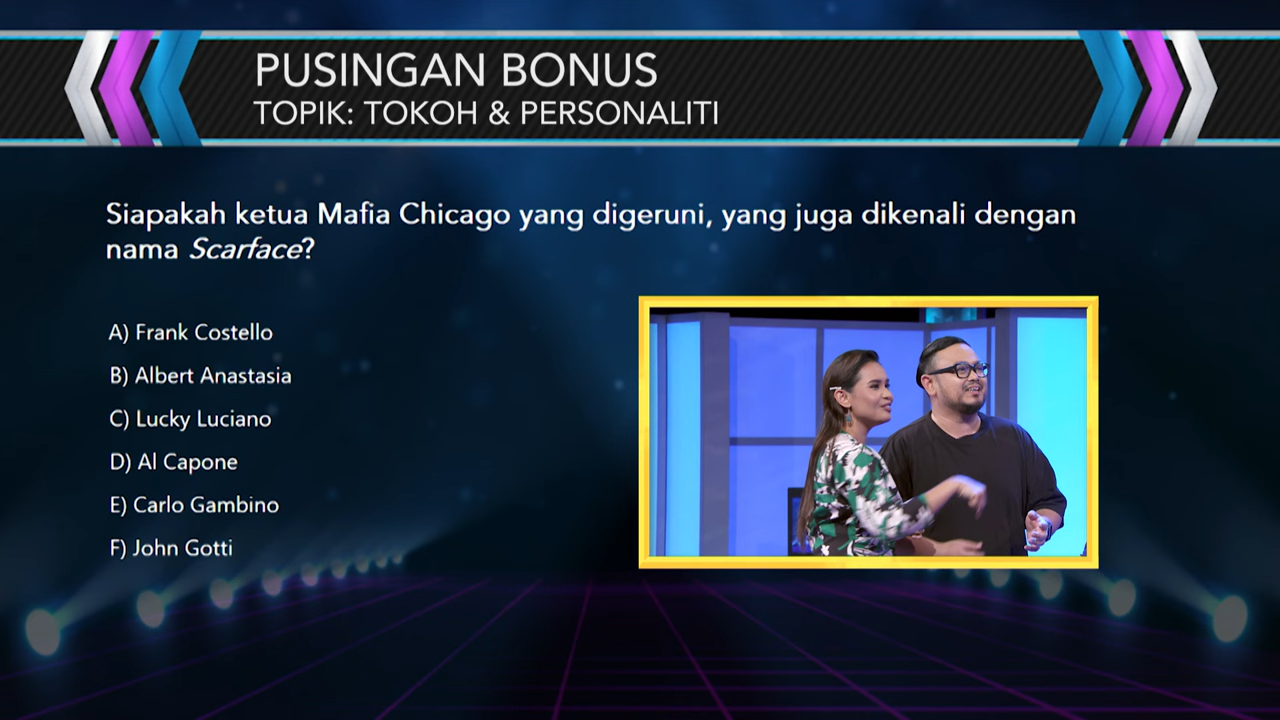 PUSINGAN BONUS
TOPIK: TOKOH & PERSONALITI
Siapakah ketua Mafia Chicago yang digeruni, yang juga dikenali dengan
nama Scarface?
A) Frank Costello
B) Albert Anastasia
C) Lucky Luciano
D) Al Capone
E) Carlo Gambino
F) John Gotti